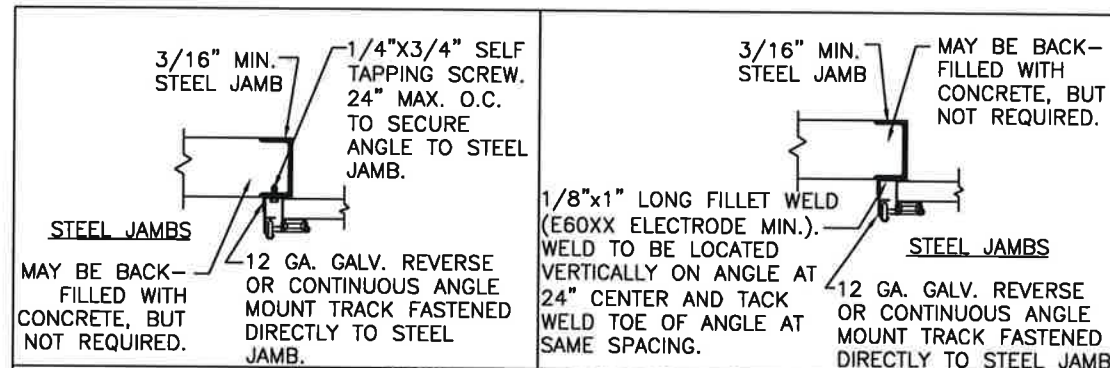 3/16" MIN.
STEEL JAMB
1/4"X3/4" SELF
TAPPING SCREW.
24" MAX. O.C.
TO SECURE
ANGLE TO STEEL
JAMB.
STEEL JAMBS
MAY BE BACK-
FILLED WITH
CONCRETE, BUT
NOT REQUIRED.
12 GA. GALV. REVERSE
OR CONTINUOUS ANGLE
MOUNT TRACK FASTENED
DIRECTLY TO STEEL
JAMB.
3/16" MIN.
STEEL JAMB
MAY BE BACK-
FILLED WITH
CONCRETE, BUT
NOT REQUIRED.
1/8"x1" LONG FILLET WELD
(E60XX ELECTRODE MIN.).
WELD TO BE LOCATED
VERTICALLY ON ANGLE AT
24" CENTER AND TACK
WELD TOE OF ANGLE AT
SAME SPACING.
STEEL JAMBS
12 GA. GALV. REVERSE
OR CONTINUOUS ANGLE
MOUNT TRACK FASTENED
DIRECTLY TO STEEL JAMB